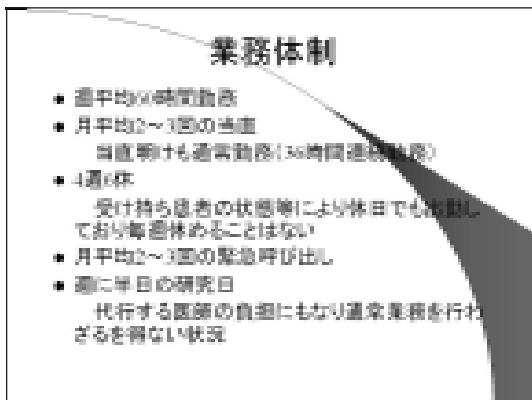 業務体制
● 週平均60時間勤務
● 月平均2～3回の当直
当直明けも通常勤務(36時間連続勤務)
● 4週6休
受け持ち患者の状態等により休日でも出勤し
ており毎週休めることはない
● 月平均2～3回の緊急呼び出し
● 週に半日の研究日
代行する医師の負担にもなり通常業務を行わ
ざるを得ない状況